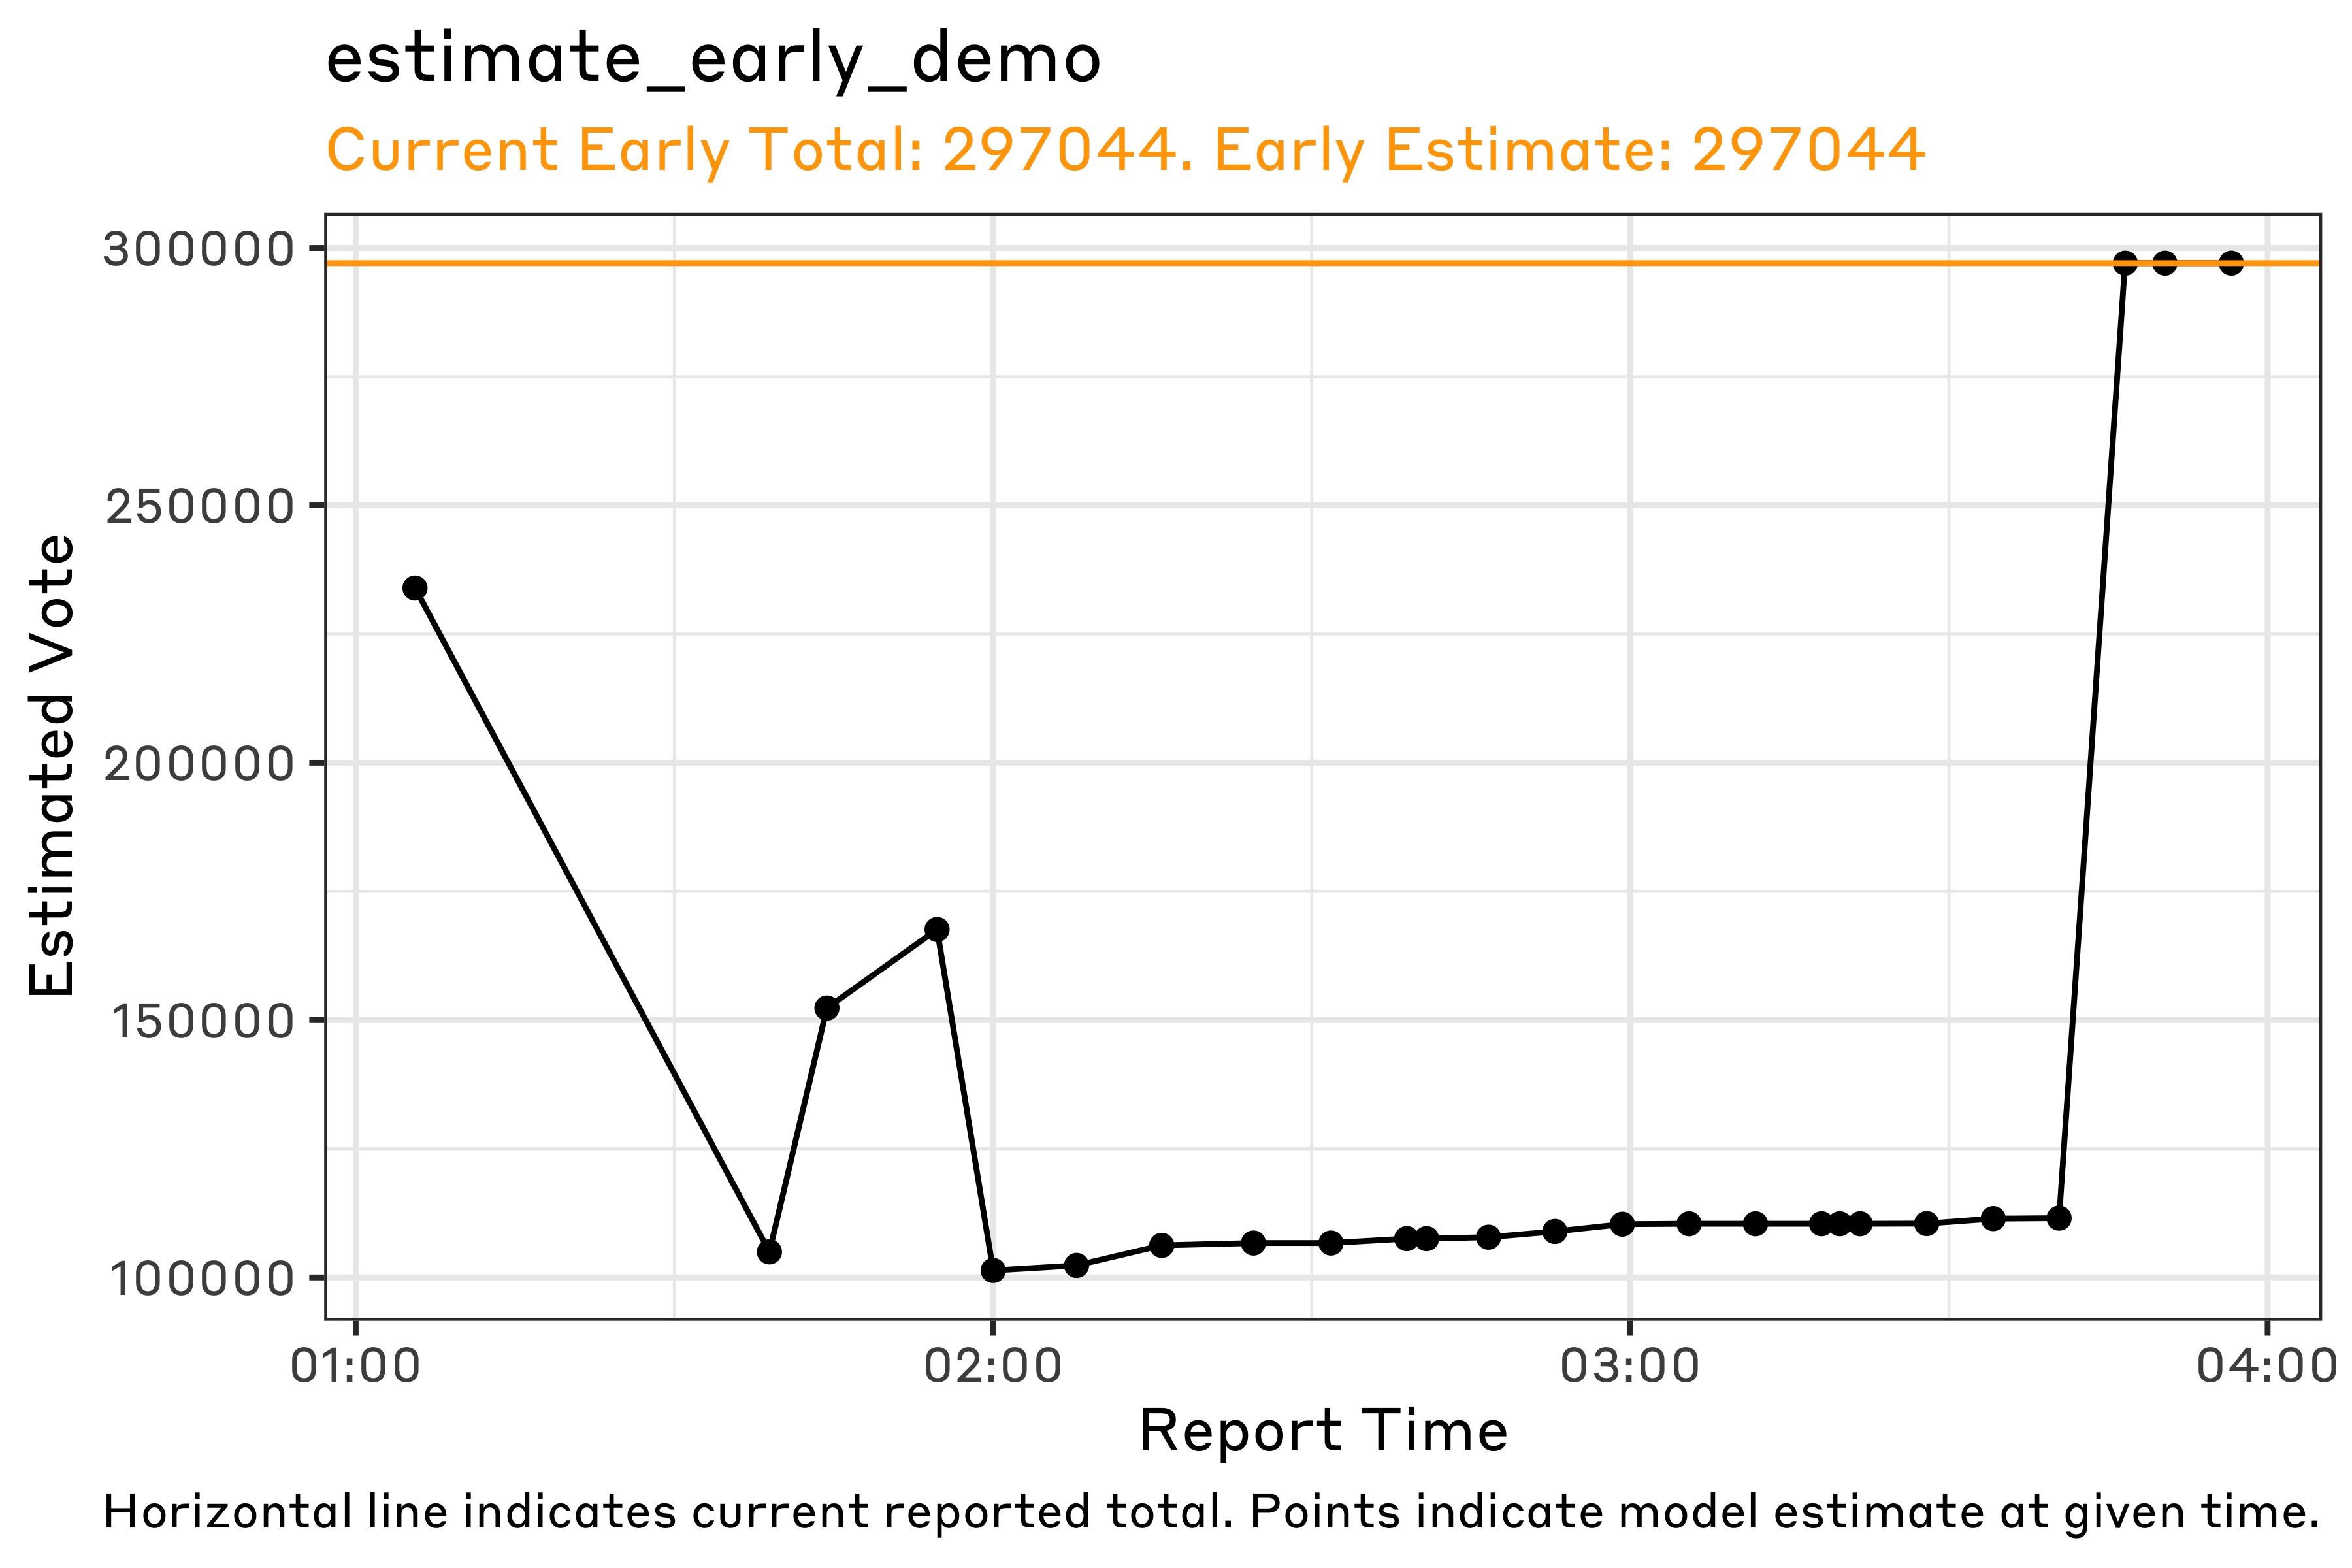 estimate_early_demo
Current Early Total: 297044. Early Estimate: 297044
300000
250000
200000
150000
100000
Estimated Vote
01:00 02:00 03:00 04:00
Report Time
Horizontal line indicates current reported total. Points indicate model estimate at given time.